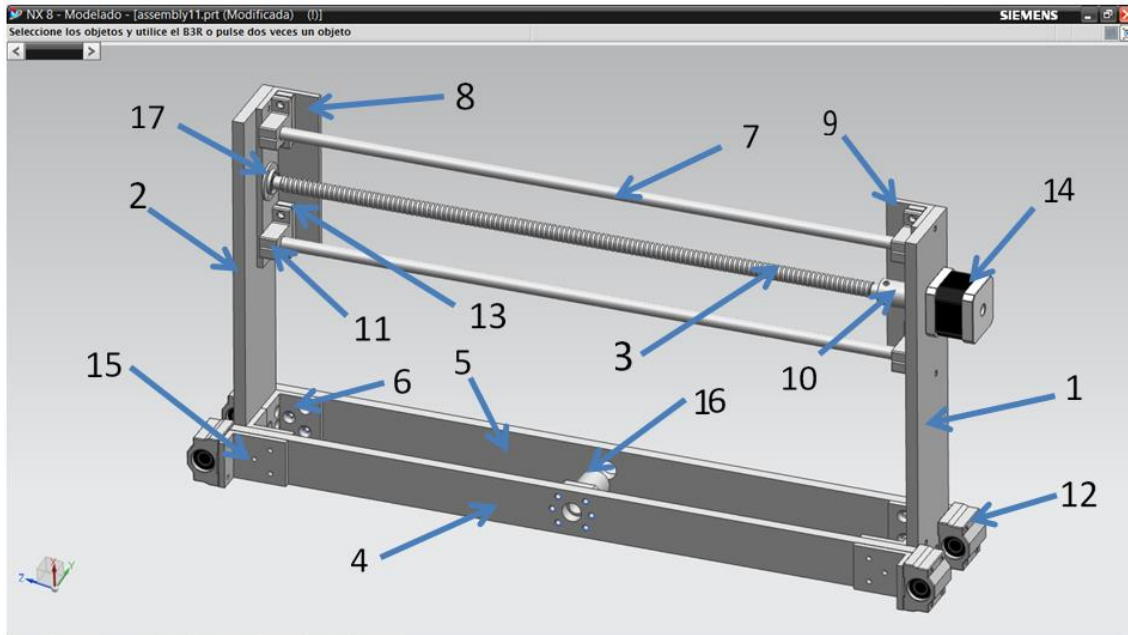 NX 8 - Modelado - [assembly11.prt (Modificada) (!)]
SIEMENS
Seleccione los objetos y utilice el B3R o pulse dos veces un objeto
8
17
7
9
2
14
13
11
3
10
15
5
6
16
1
12
4
X
Y
Z